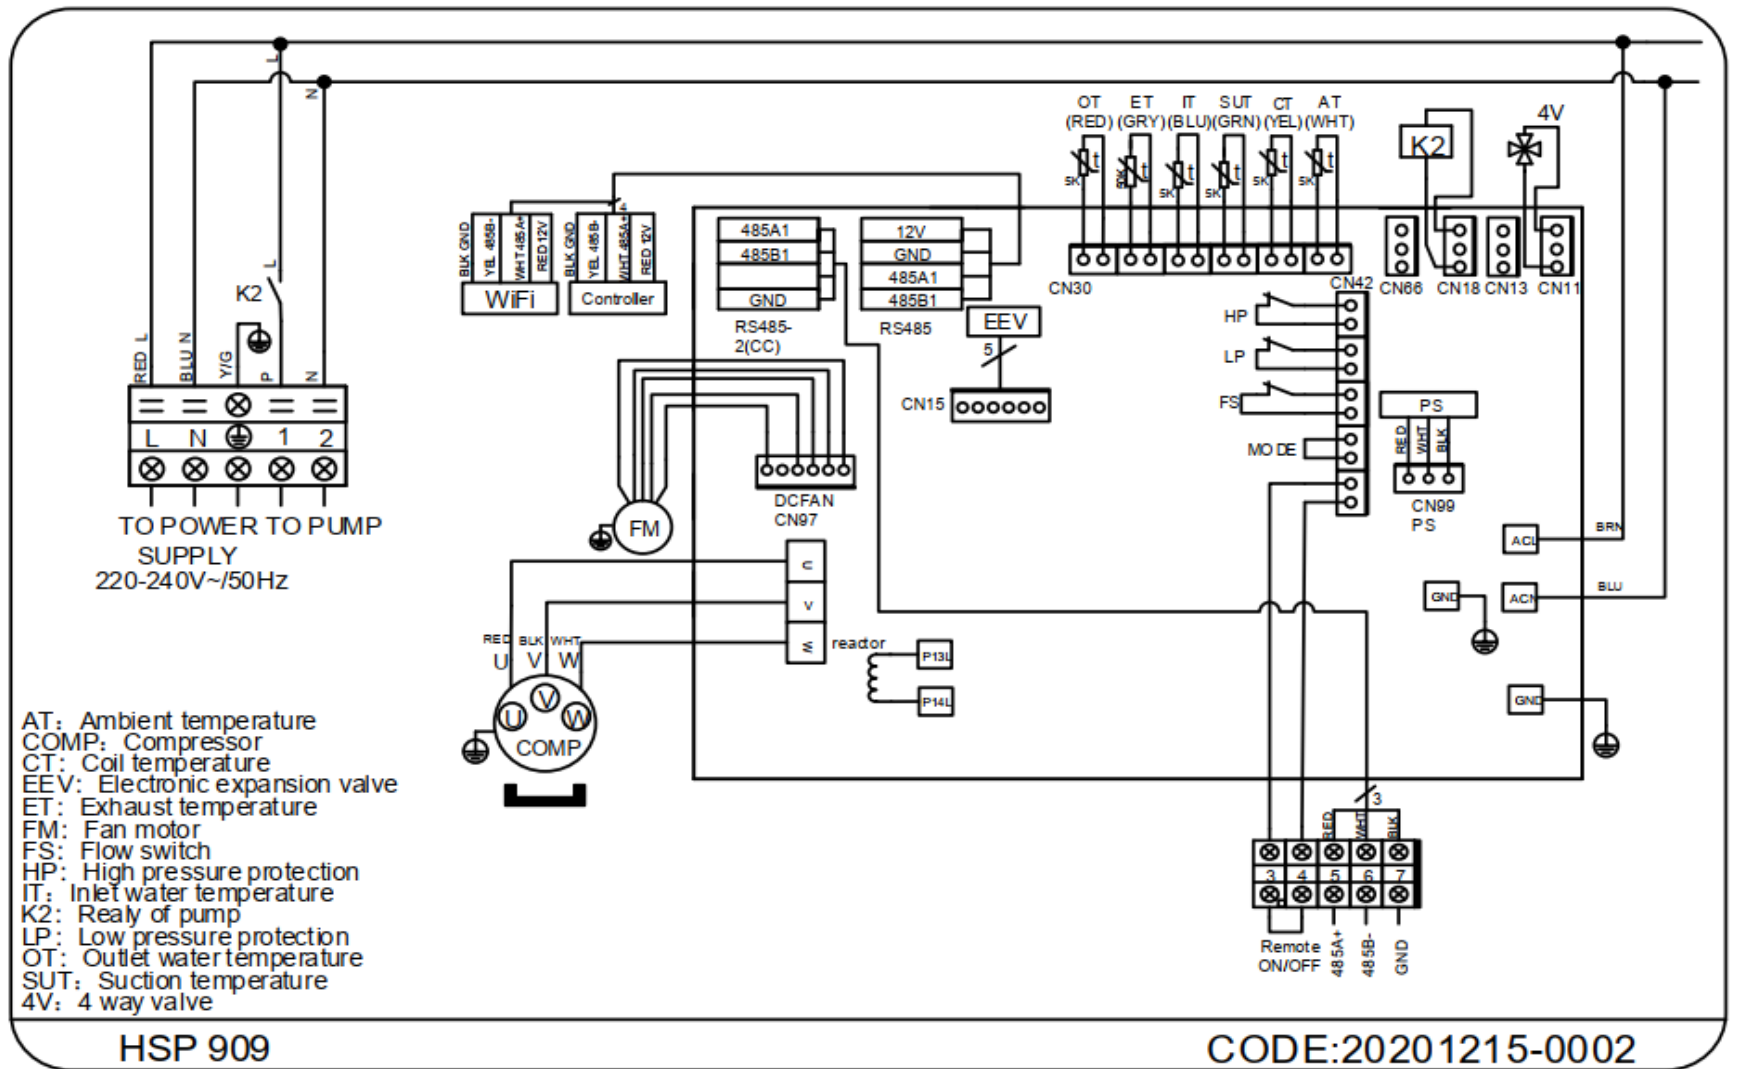 L
N
OT ET IT SUT CT AT
(RED) (GRY) (BLU) (GRN) (YEL) (WHT)
t t t t t t
5K 50K 5K 5K 5K 5K
K2
4V
BLK GND
YEL 485B-
WHT 485A+
RED 12V
WiFi
4
BLK GND
YEL 485B-
WHT 485A+
RED 12V
Controller
485A1
485B1
GND
RS485-
2(CC)
12V
GND
485A1
485B1
RS485
EEV
5
CN15
CN30
CN42
CN66 CN18 CN13 CN11
HP
LP
FS
MODE
PS
RED
WHT
BLK
CN99
PS
L
K2
RED L
BLU N
Y/G
P
N
L N 1 2
TO POWER TO PUMP
SUPPLY
220-240V~/50Hz
DCFAN
CN97
FM
U
V
W
RED BLK WHT
U V W
U V W
COMP
reactor
P13L
P14L
ACL
BRN
ACN
BLU
GND
GND
3
RED
WHT
BLK
3 4 5 6 7
Remote
ON/OFF
485A+
485B-
GND
AT: Ambient temperature
COMP: Compressor
CT: Coil temperature
EEV: Electronic expansion valve
ET: Exhaust temperature
FM: Fan motor
FS: Flow switch
HP: High pressure protection
IT: Inlet water temperature
K2: Realy of pump
LP: Low pressure protection
OT: Outlet water temperature
SUT: Suction temperature
4V: 4 way valve
HSP 909
CODE:20201215-0002